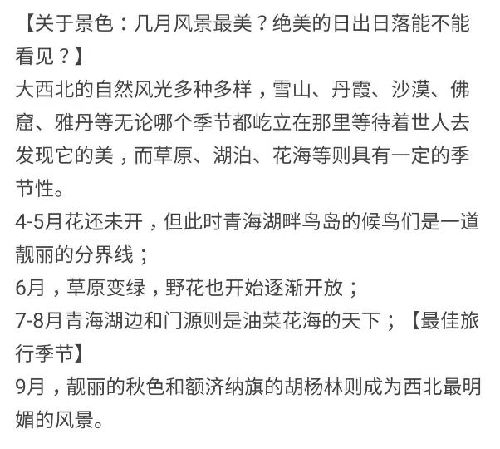 【关于景色：几月风景最美？绝美的日出日落能不能
看见？】
大西北的自然风光多种多样，雪山、丹霞、沙漠、佛
窟、雅丹等无论哪个季节都屹立在那里等待着世人去
发现它的美，而草原、湖泊、花海等则具有一定的季
节性。
4-5月花还未开，但此时青海湖畔鸟岛的候鸟们是一道
靓丽的分界线；
6月，草原变绿，野花也开始逐渐开放；
7-8月青海湖边和门源则是油菜花海的天下；【最佳旅
行季节】
9月，靓丽的秋色和额济纳旗的胡杨林则成为西北最明
媚的风景。